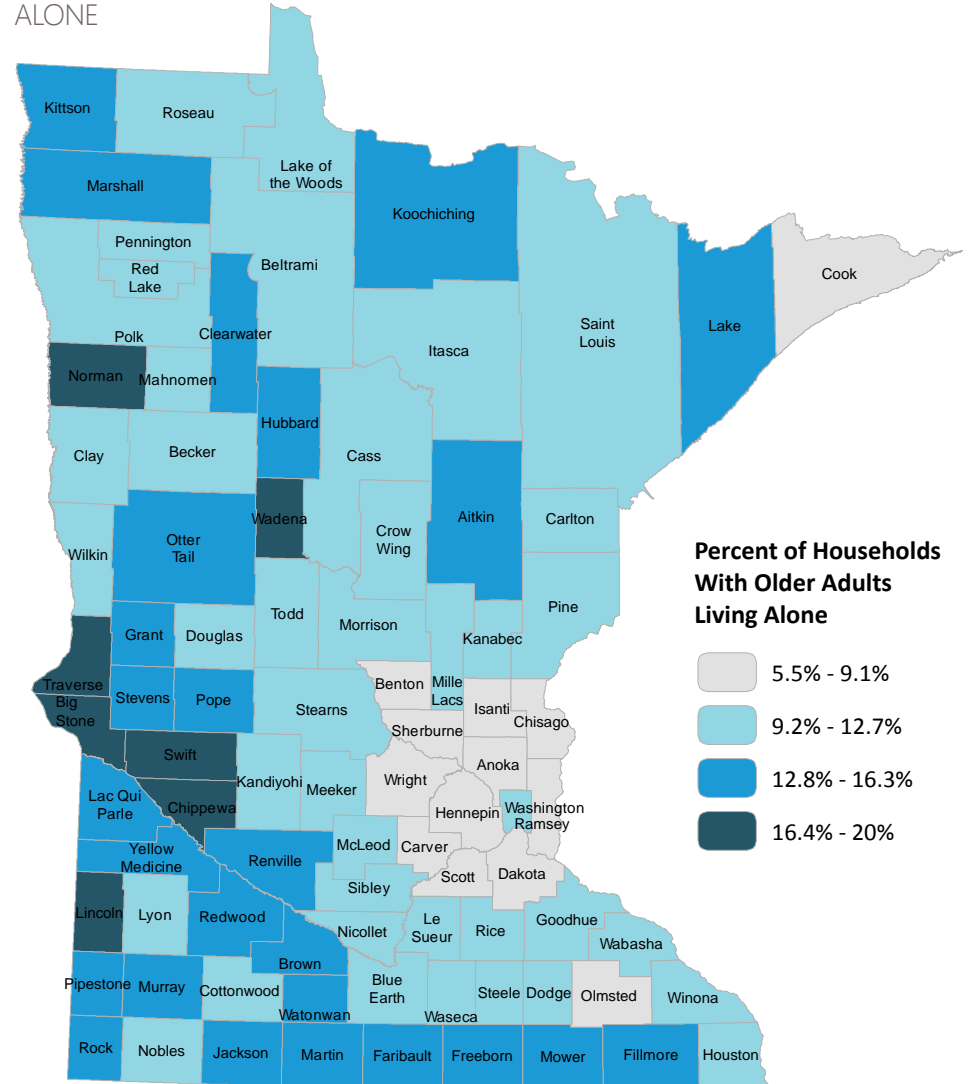 ALONE
Kittson
Roseau
Lake of
the Woods
Marshall
Koochiching
Pennington
Red
Lake
Beltrami
Cook
Polk
Clearwater
Itasca
Saint
Louis
Lake
Norman
Mahnomen
Hubbard
Clay
Becker
Cass
Wadena
Aitkin
Carlton
Otter
Tail
Crow
Wing
Wilkin
Pine
Todd
Morrison
Kanabec
Grant
Douglas
Traverse
Big
Stone
Stevens
Pope
Stearns
Benton
Mille
Lacs
Isanti
Chisago
Sherburne
Swift
Kandiyohi
Meeker
Wright
Anoka
Lac Qui
Parle
Chippewa
Hennepin
Washington
Ramsey
Yellow
Medicine
Renville
McLeod
Carver
Scott
Dakota
Sibley
Lincoln
Lyon
Redwood
Nicollet
Le
Sueur
Rice
Goodhue
Wabasha
Brown
Pipestone
Murray
Cottonwood
Watonwan
Blue
Earth
Waseca
Steele
Dodge
Olmsted
Winona
Rock
Nobles
Jackson
Martin
Faribault
Freeborn
Mower
Fillmore
Houston
Percent of Households
With Older Adults
Living Alone
5.5% - 9.1%
9.2% - 12.7%
12.8% - 16.3%
16.4% - 20%